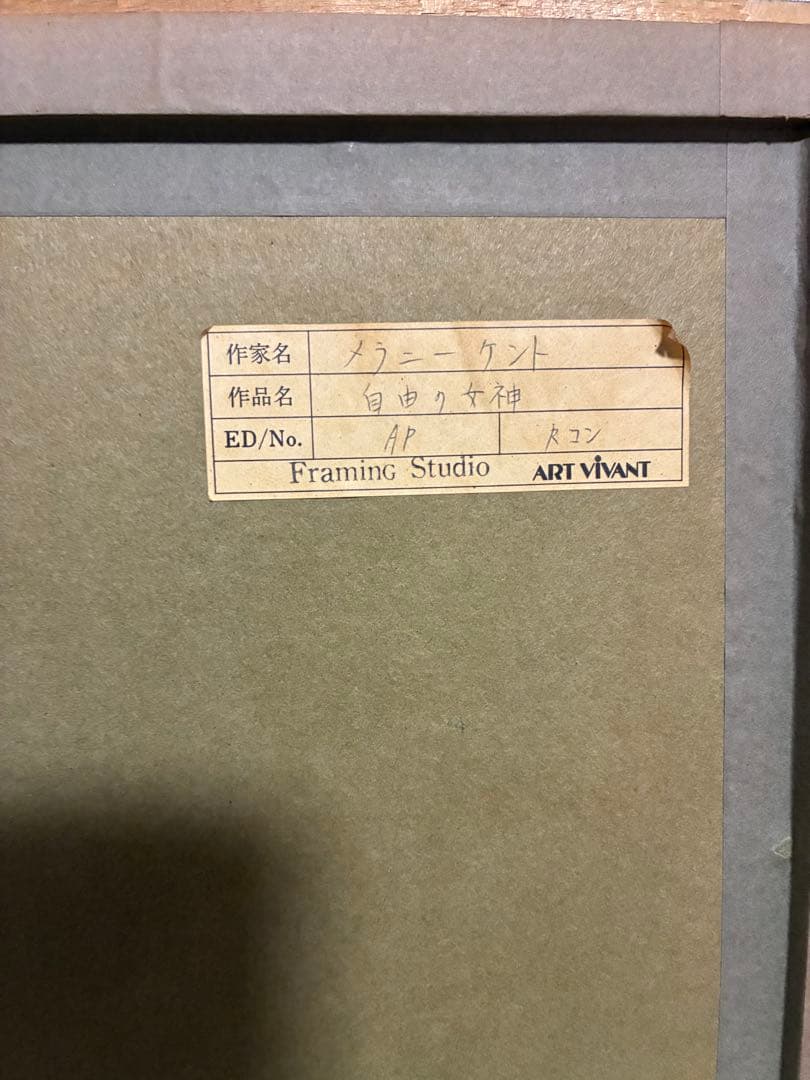 作家名 メラニー ケント
作品名 自由の女神
ED/No. AP
Framing Studio ART ViVANT